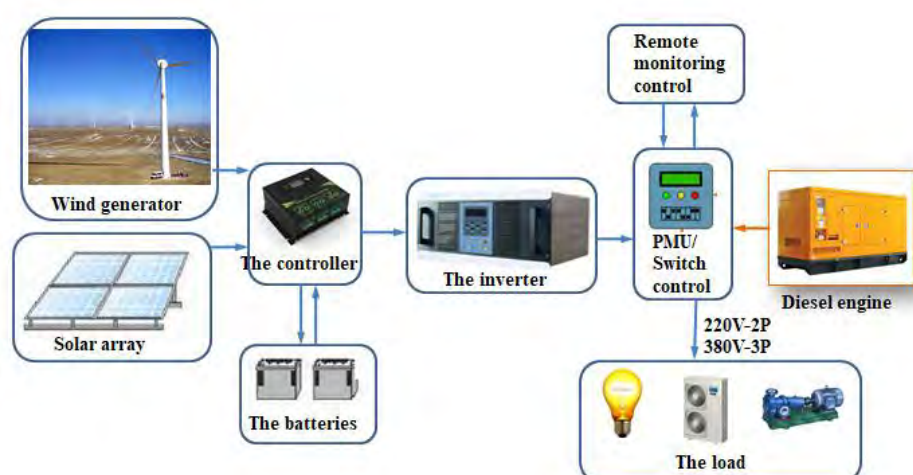 Wind generator
Solar array
The controller
The batteries
The inverter
Remote
monitoring
control
PMU/
Switch
control
Diesel engine
220V-2P
380V-3P
The load